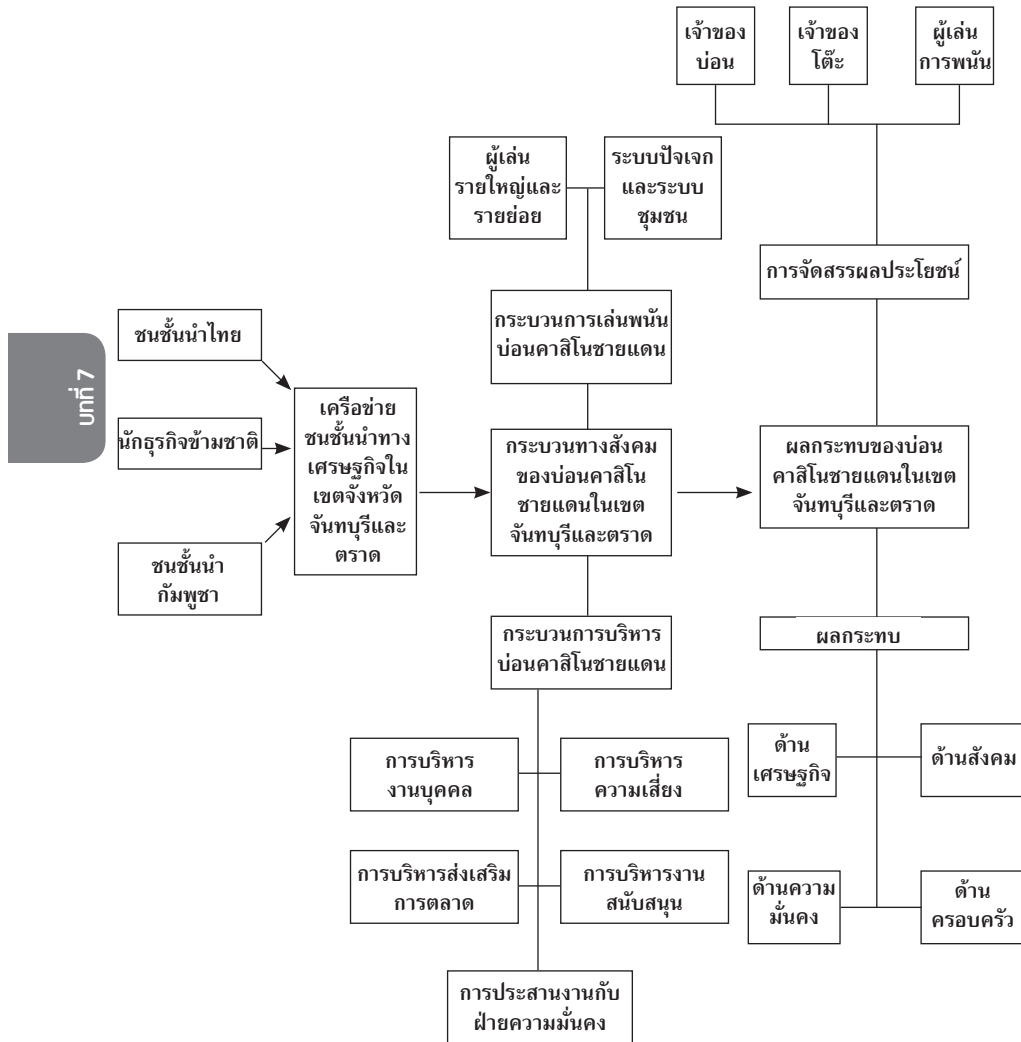 เจ้าของ
บ่อน
เจ้าของ
โต๊ะ
ผู้เล่น
การพนัน
ผู้เล่น
รายใหญ่และ
รายย่อย
ระบบปัจเจก
และระบบ
ชุมชน
การจัดสรรผลประโยชน์
กระบวนการเล่นพนัน
บ่อนคาสิโนชายแดน
บทที่ 7
ชนชั้นนำไทย
นักธุรกิจข้ามชาติ
ชนชั้นนำ
กัมพูชา
เครือข่าย
ชนชั้นนำทาง
เศรษฐกิจใน
เขตจังหวัด
จันทบุรีและ
ตราด
กระบวนทางสังคม
ของบ่อนคาสิโน
ชายแดนในเขต
จันทบุรีและตราด
ผลกระทบของบ่อน
คาสิโนชายแดนในเขต
จันทบุรีและตราด
กระบวนการบริหาร
บ่อนคาสิโนชายแดน
ผลกระทบ
การบริหาร
งานบุคคล
การบริหาร
ความเสี่ยง
ด้าน
เศรษฐกิจ
ด้านสังคม
การบริหารส่งเสริม
การตลาด
การบริหารงาน
สนับสนุน
ด้านความ
มั่นคง
ด้าน
ครอบครัว
การประสานงานกับ
ฝ่ายความมั่นคง